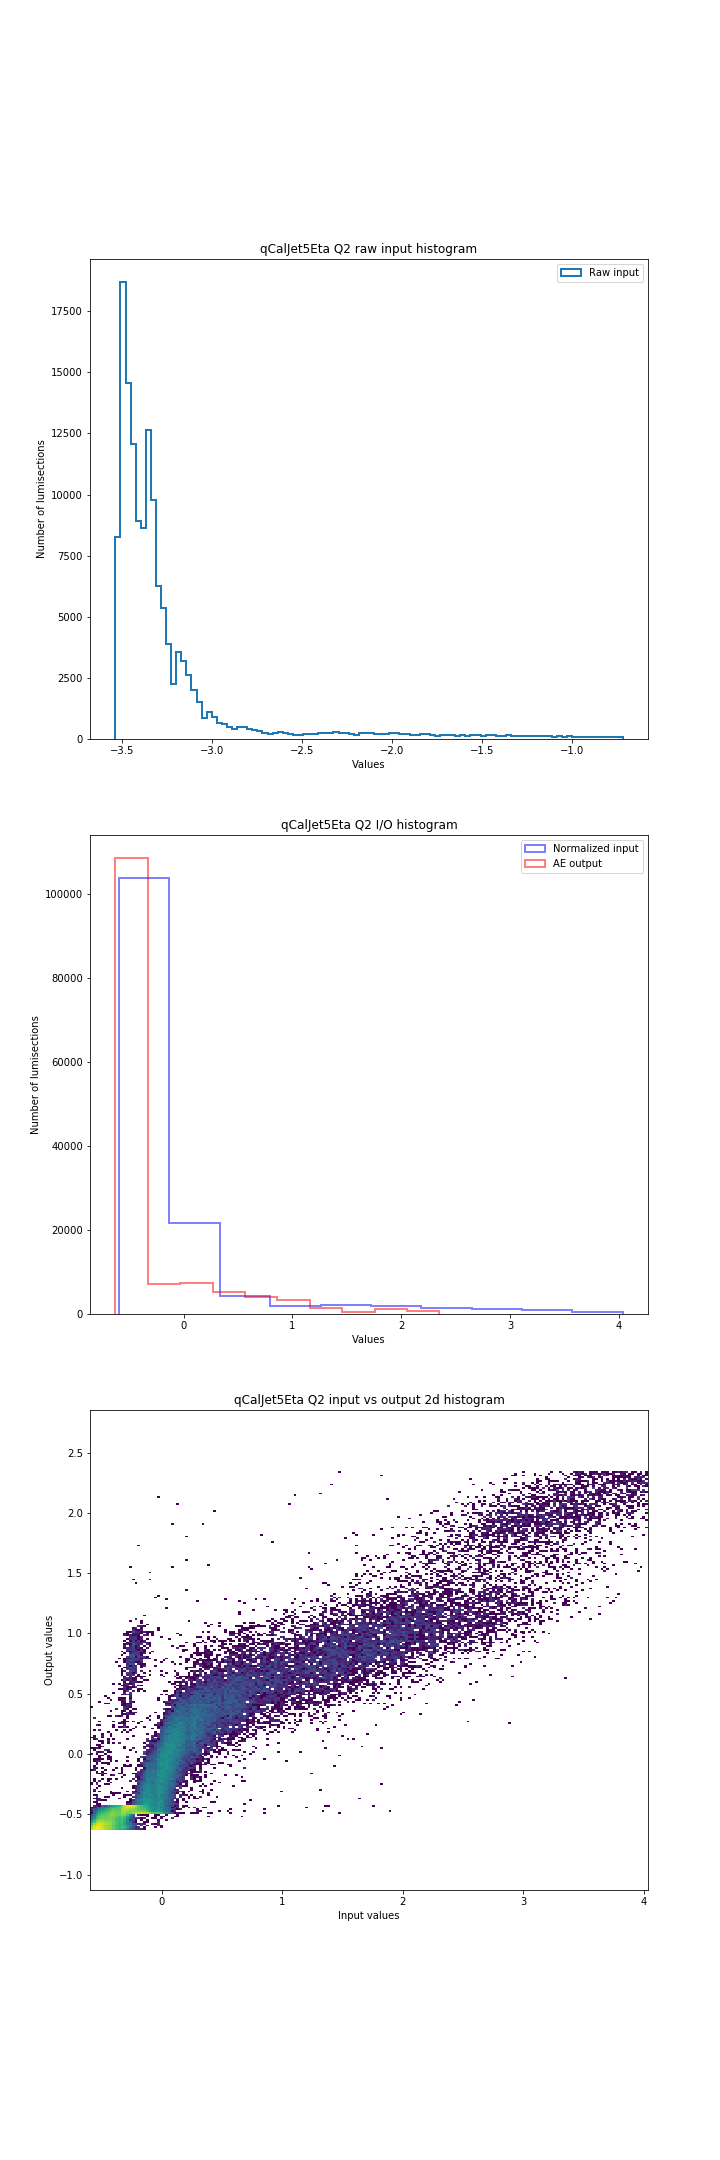 qCalJet5Eta Q2 raw input histogram
Raw input
17500
15000
12500
10000
7500
5000
2500
0
Number of lumisections
−3.5 −3.0 −2.5 −2.0 −1.5 −1.0
Values
qCalJet5Eta Q2 I/O histogram
Normalized input
AE output
100000
80000
60000
40000
20000
0
Number of lumisections
0 1 2 3 4
Values
qCalJet5Eta Q2 input vs output 2d histogram
2.5
2.0
1.5
1.0
0.5
0.0
−0.5
−1.0
Output values
0 1 2 3 4
Input values